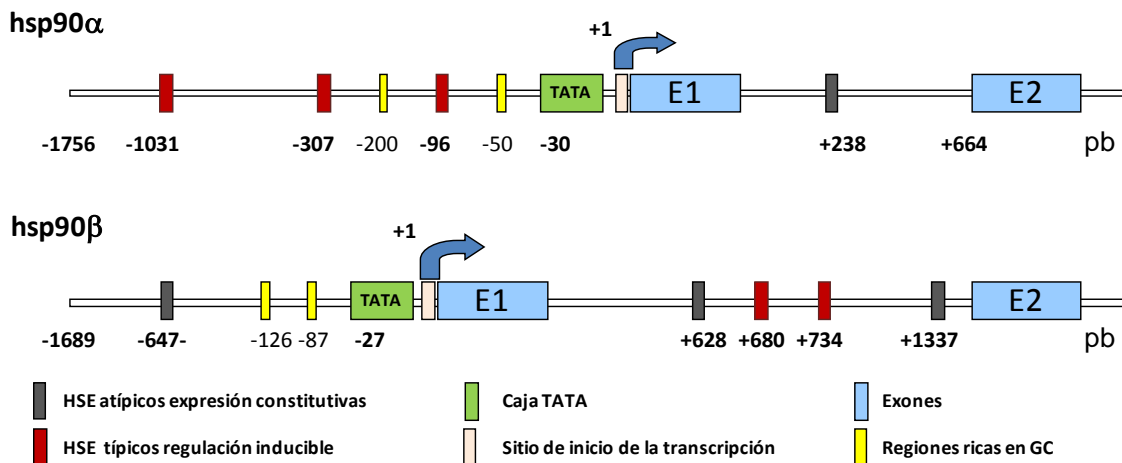 hsp90α
+1
TATA E1 E2
-1756 -1031 -307 -200 -96 -50 -30 +238 +664 pb
hsp90β
+1
TATA E1 E2
-1689 -647- -126 -87 -27 +628 +680 +734 +1337 pb
HSE atípicos expresión constitutivas Caja TATA Exones
HSE típicos regulación inducible Sitio de inicio de la transcripción Regiones ricas en GC